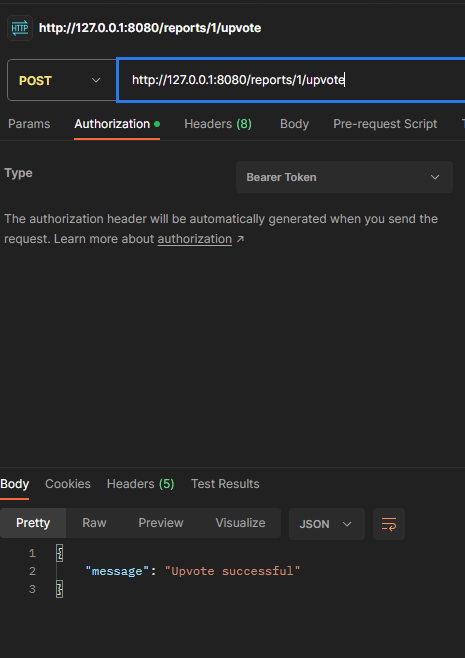 HTTP http://127.0.0.1:8080/reports/1/upvote
POST http://127.0.0.1:8080/reports/1/upvote
Params Authorization Headers (8) Body Pre-request Script
Type Bearer Token
The authorization header will be automatically generated when you send the
request. Learn more about authorization ↗
Body Cookies Headers (5) Test Results
Pretty Raw Preview Visualize JSON
1 {
2 "message": "Upvote successful"
3 }